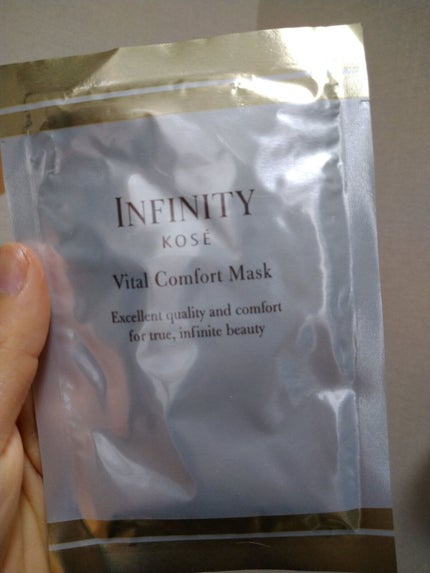 INFINITY
KOSÉ
Vital Comfort Mask
Excellent quality and comfort
for true, infinite beauty